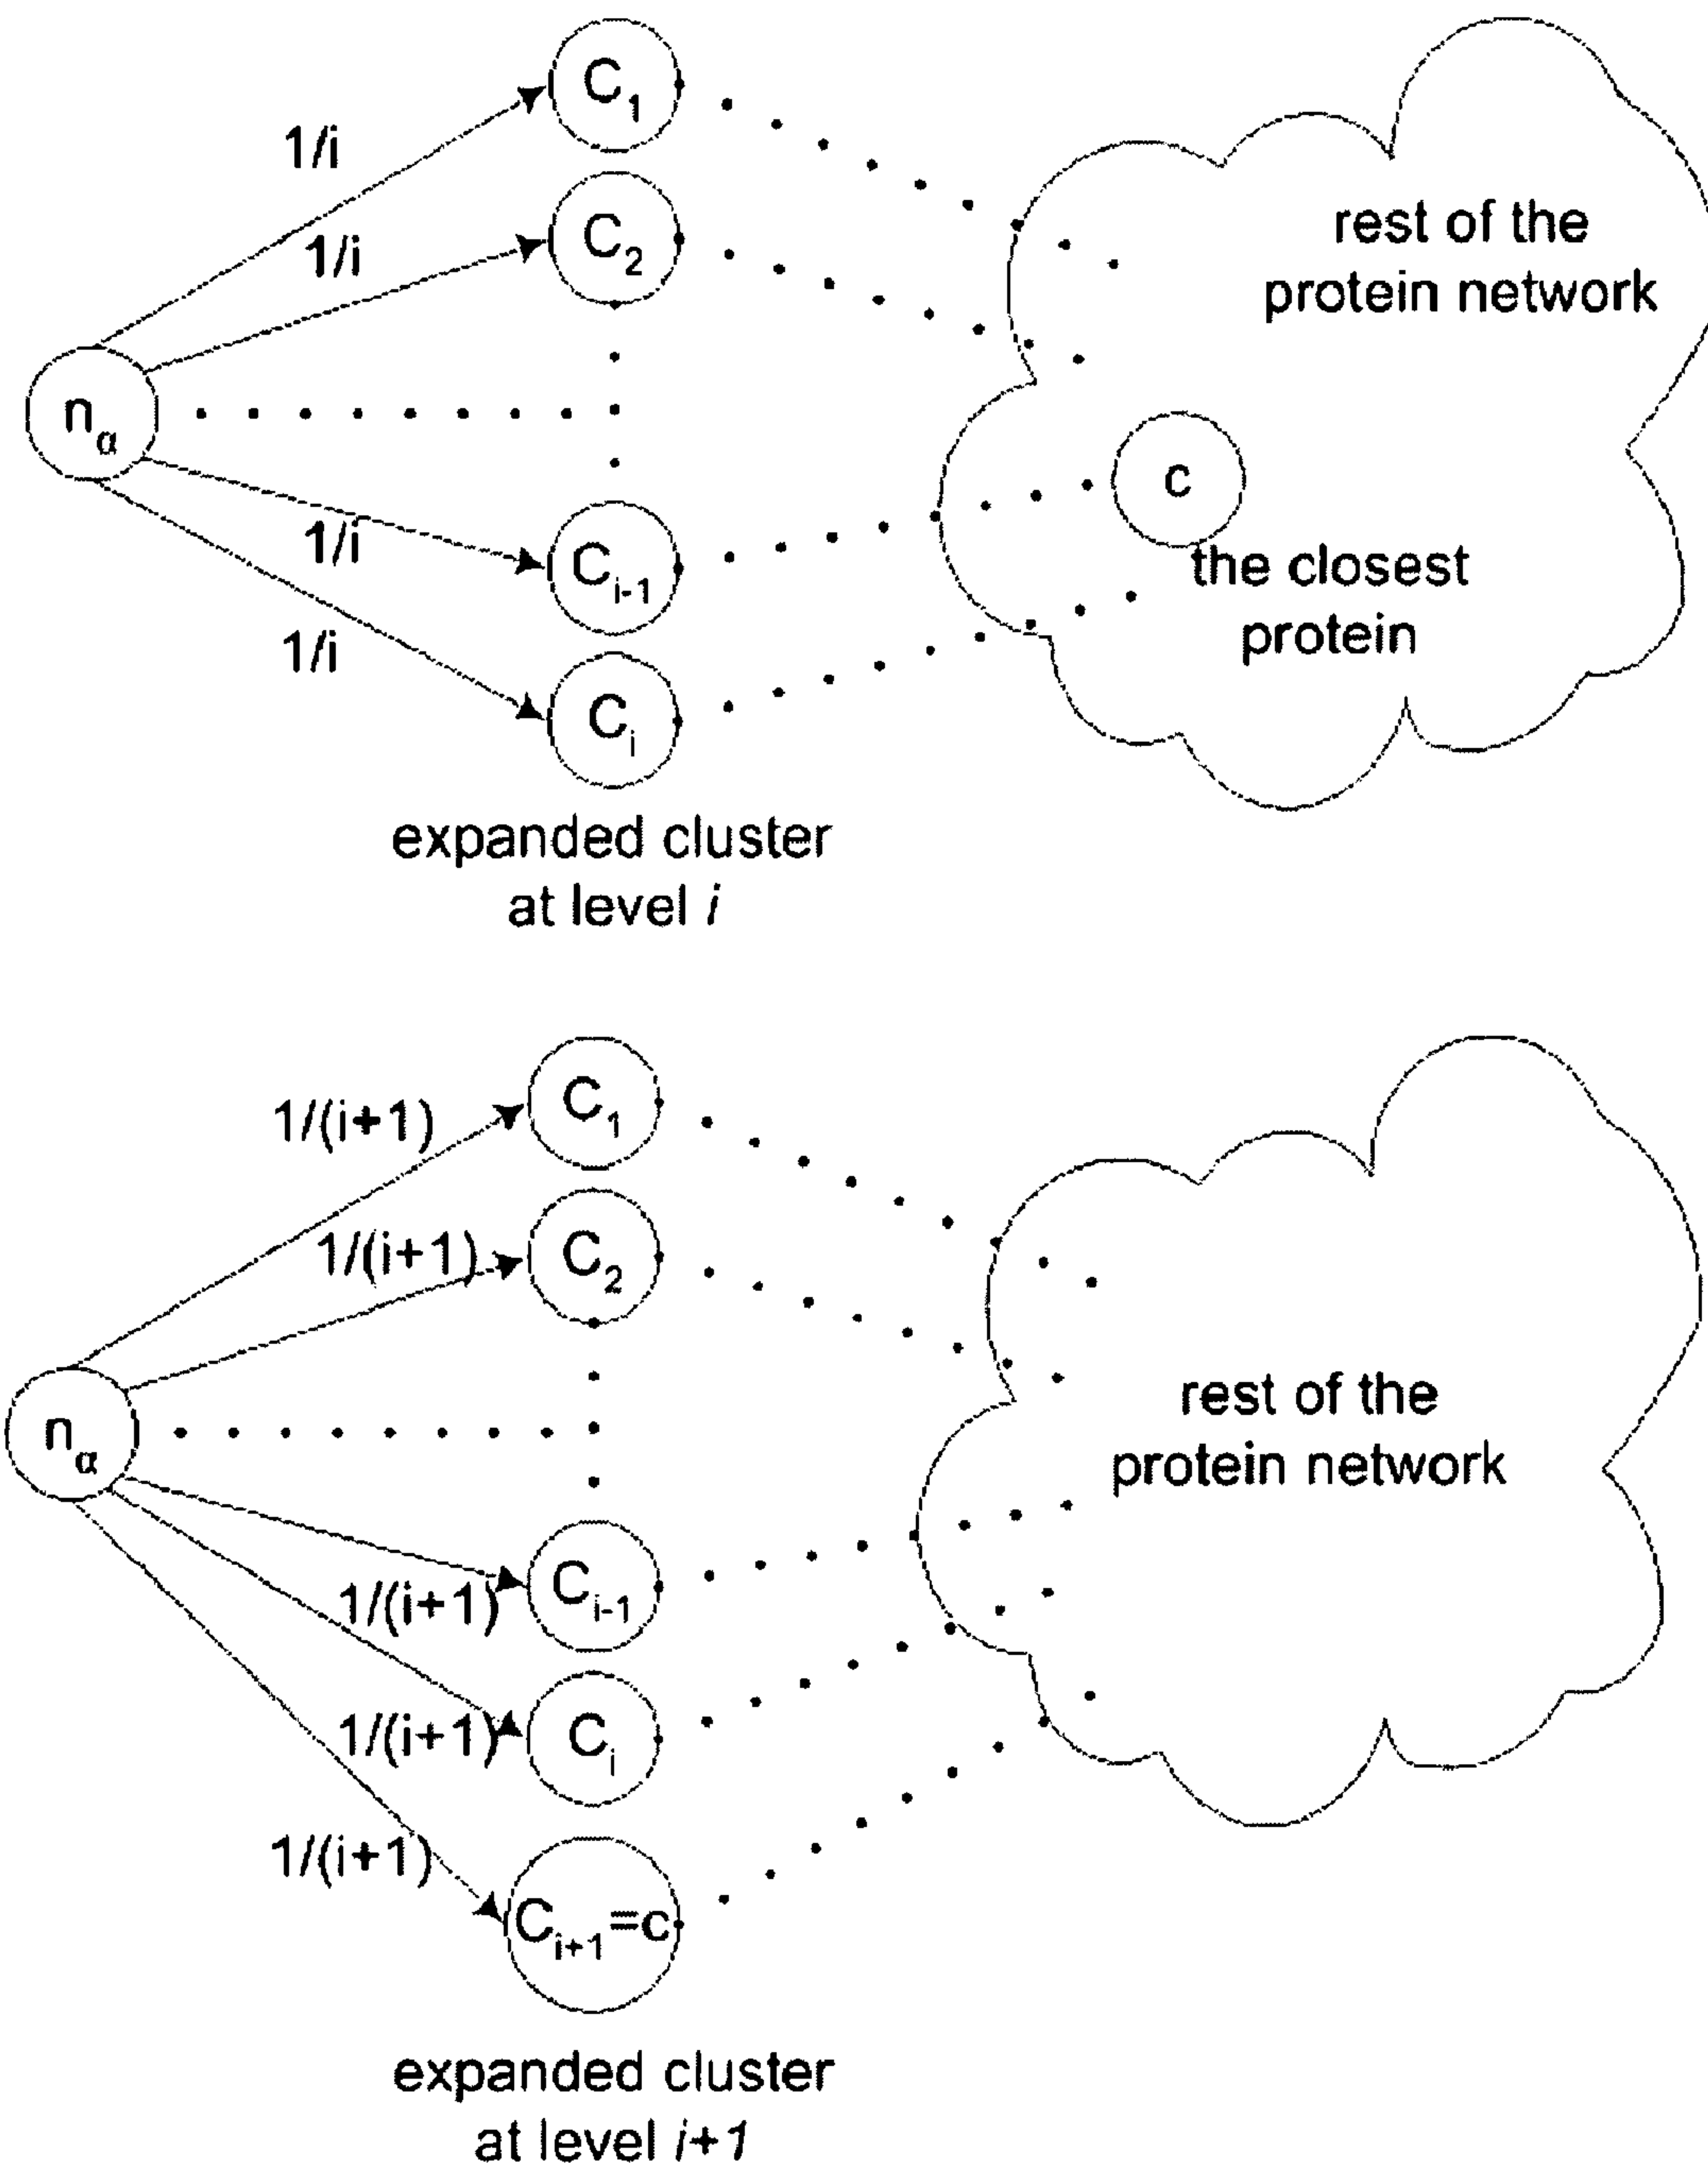 C1
1/i
rest of the
protein network
C2
1/i
nα
c
1/i
Ci-1
the closest
protein
1/i
Ci
expanded cluster
at level i
C1
1/(i+1)
C2
1/(i+1)
rest of the
protein network
nα
Ci-1
1/(i+1)
Ci
1/(i+1)
1/(i+1)
Ci+1=c
expanded cluster
at level i+1